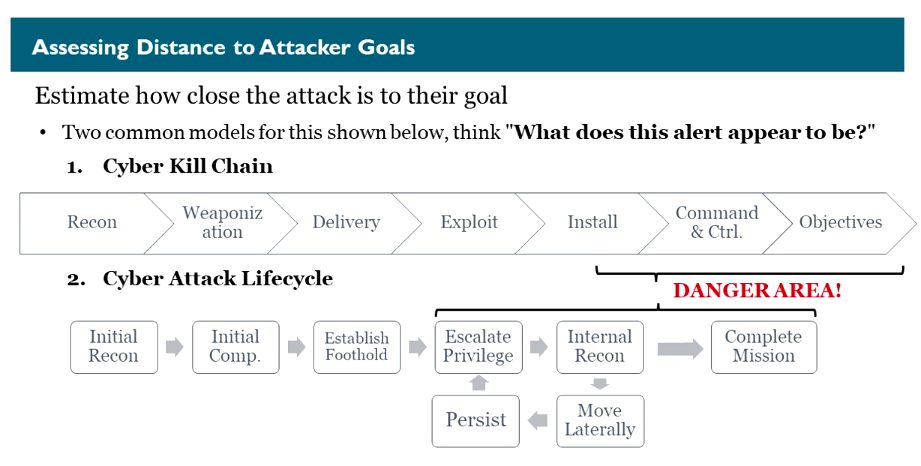 Assessing Distance to Attacker Goals
Estimate how close the attack is to their goal
• Two common models for this shown below, think "What does this alert appear to be?"
1. Cyber Kill Chain
Recon
Weaponiz
ation
Delivery
Exploit
Install
Command
& Ctrl.
Objectives
2. Cyber Attack Lifecycle
DANGER AREA!
Initial
Recon
Initial
Comp.
Establish
Foothold
Escalate
Privilege
Internal
Recon
Complete
Mission
Persist
Move
Laterally